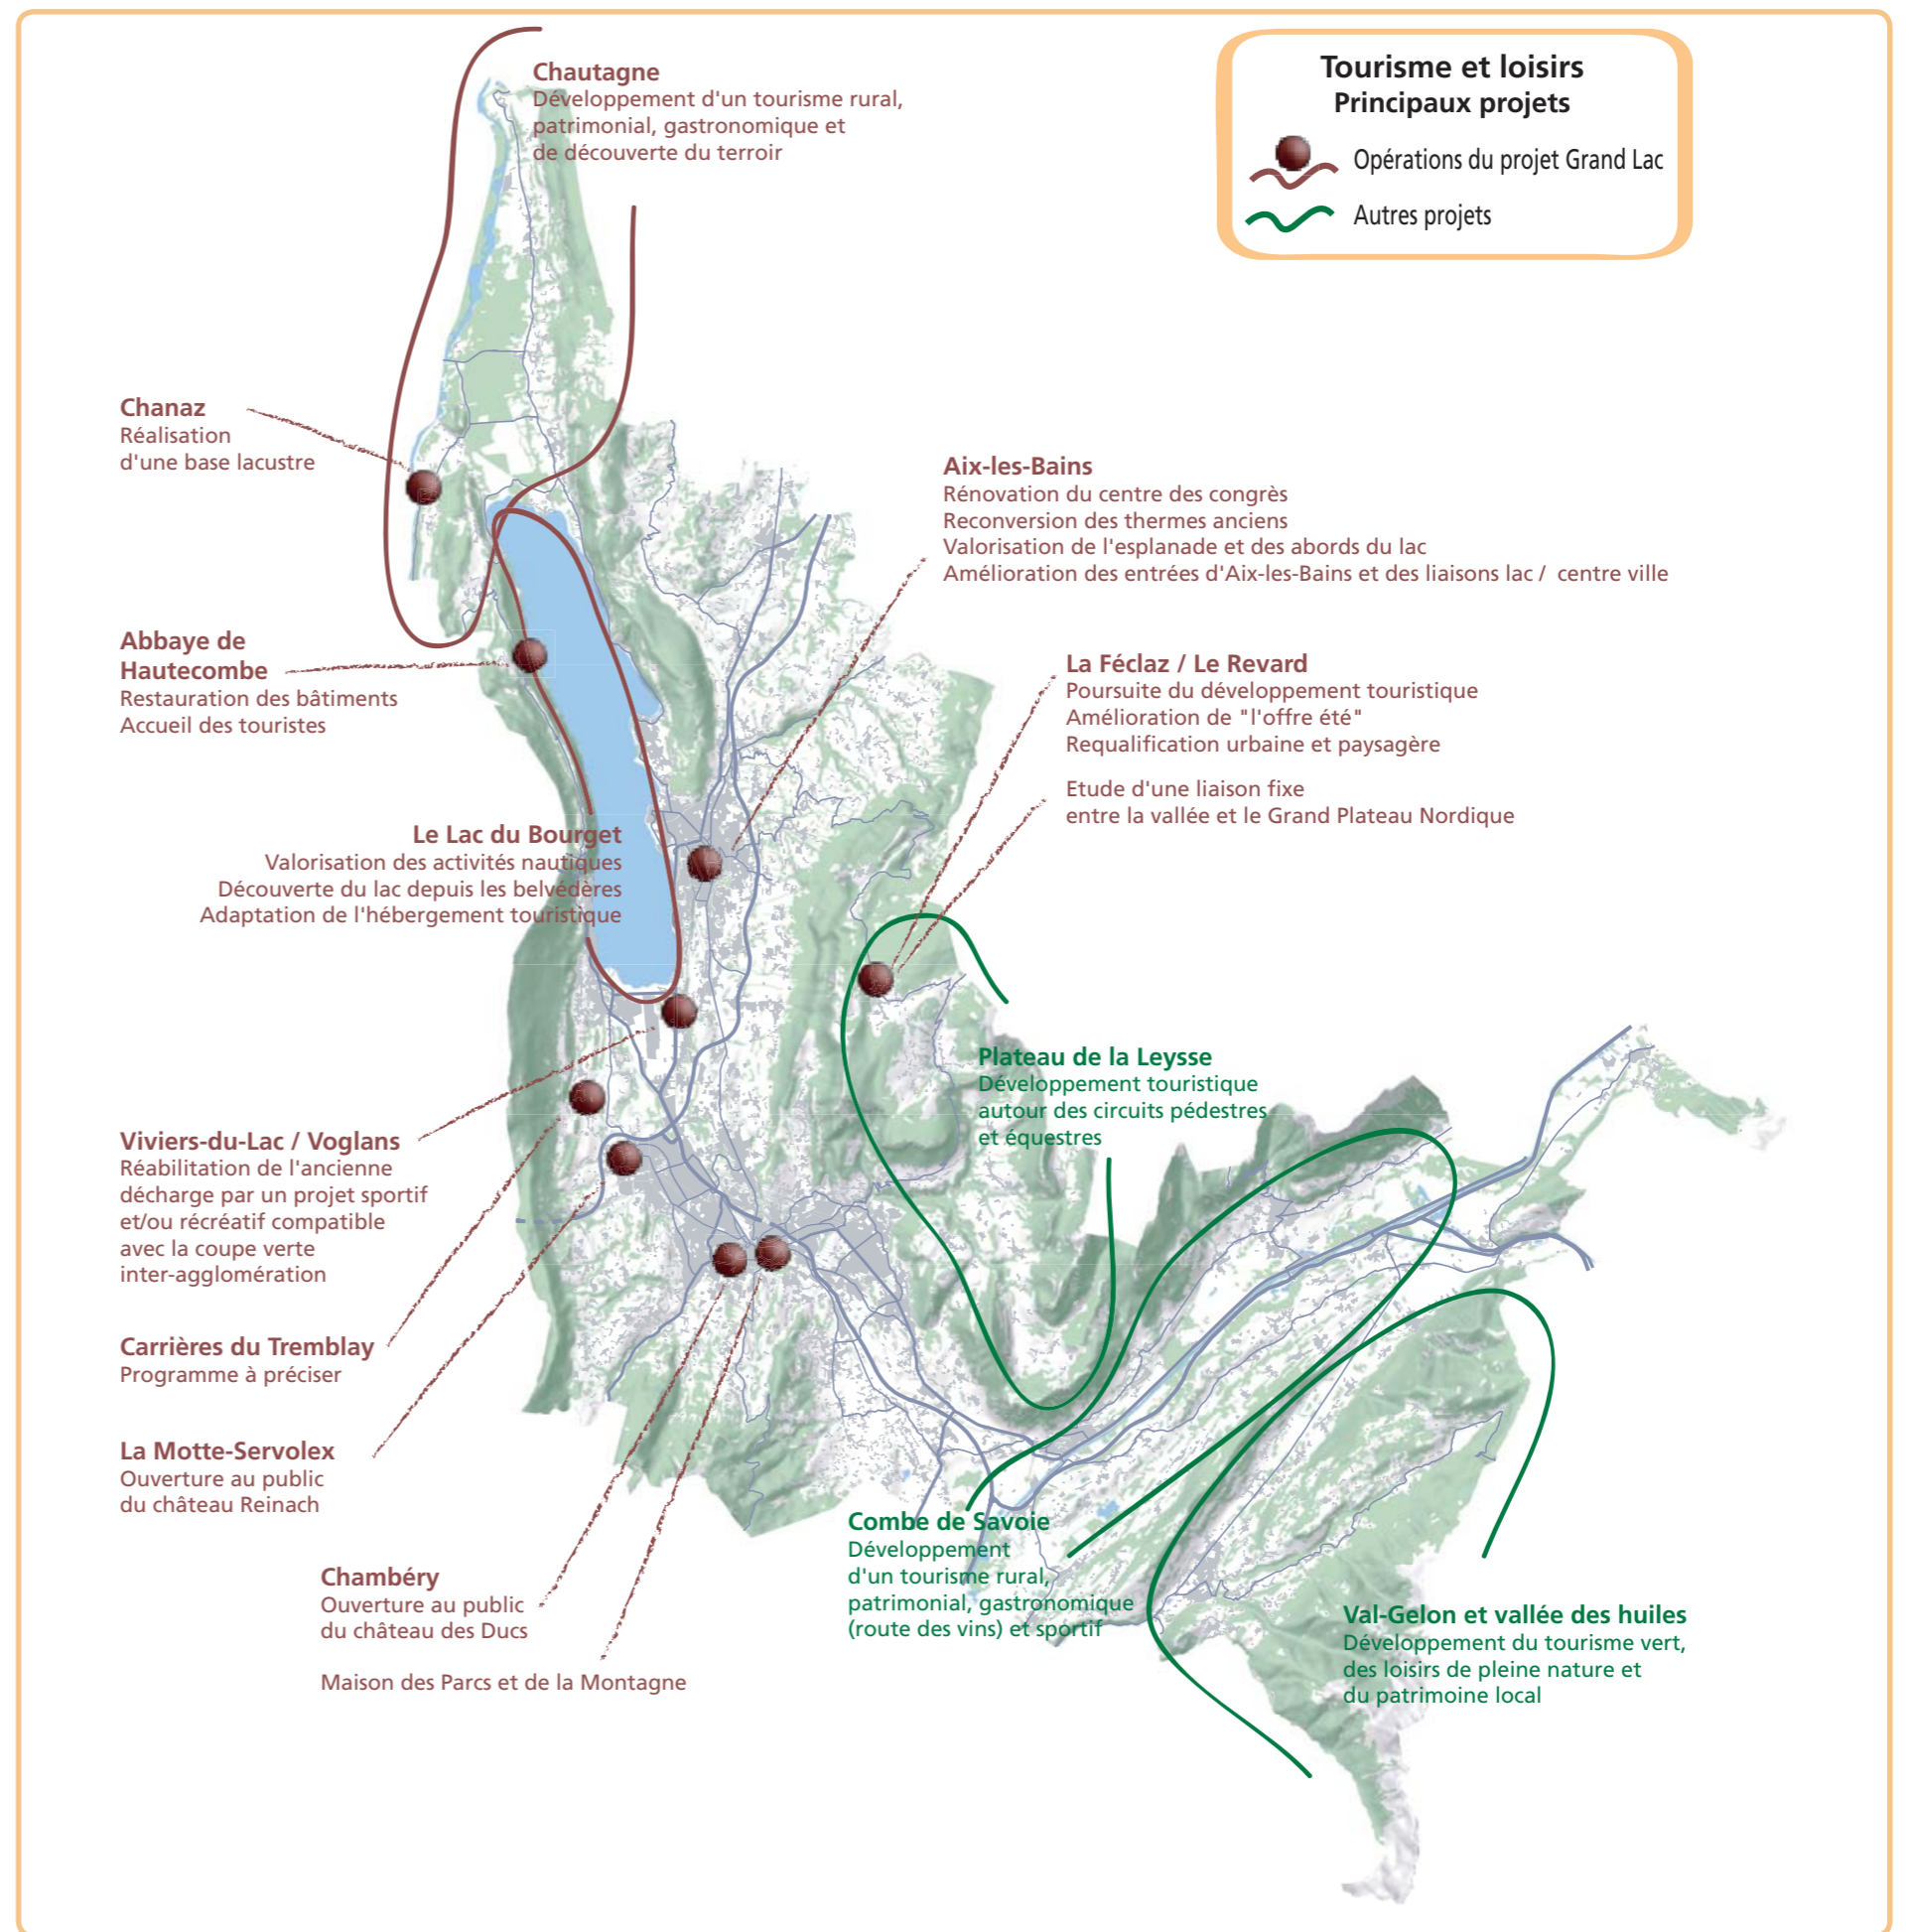 Tourisme et loisirs
Principaux projets
Opérations du projet Grand Lac
Autres projets
Chautagne
Développement d'un tourisme rural,
patrimonial, gastronomique et
de découverte du terroir
Chanaz
Réalisation
d'une base lacustre
Aix-les-Bains
Rénovation du centre des congrès
Reconversion des thermes anciens
Valorisation de l'esplanade et des abords du lac
Amélioration des entrées d'Aix-les-Bains et des liaisons lac / centre ville
Abbaye de
Hautecombe
Restauration des bâtiments
Accueil des touristes
La Féclaz / Le Revard
Poursuite du développement touristique
Amélioration de "l'offre été"
Requalification urbaine et paysagère
Etude d'une liaison fixe
entre la vallée et le Grand Plateau Nordique
Le Lac du Bourget
Valorisation des activités nautiques
Découverte du lac depuis les belvédères
Adaptation de l'hébergement touristique
Plateau de la Leysse
Développement touristique
autour des circuits pédestres
et équestres
Viviers-du-Lac / Voglans
Réabilitation de l'ancienne
décharge par un projet sportif
et/ou récréatif compatible
avec la coupe verte
inter-agglomération
Carrières du Tremblay
Programme à préciser
La Motte-Servolex
Ouverture au public
du château Reinach
Chambéry
Ouverture au public
du château des Ducs
Maison des Parcs et de la Montagne
Combe de Savoie
Développement
d'un tourisme rural,
patrimonial, gastronomique
(route des vins) et sportif
Val-Gelon et vallée des huiles
Développement du tourisme vert,
des loisirs de pleine nature et
du patrimoine local